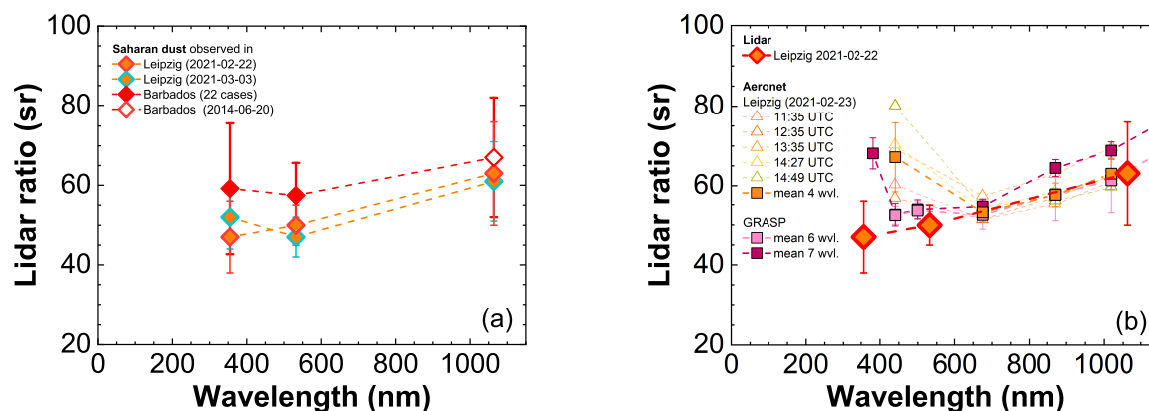 100
80
60
40
20
0
200
400
600
800
1000
Lidar ratio (sr)
Wavelength (nm)
Saharan dust observed in
Leipzig (2021-02-22)
Leipzig (2021-03-03)
Barbados (22 cases)
Barbados (2014-06-20)
(a)
100
80
60
40
20
0
200
400
600
800
1000
Lidar ratio (sr)
Wavelength (nm)
Lidar
Leipzig 2021-02-22
Aeronet
Leipzig (2021-02-23)
11:35 UTC
12:35 UTC
13:35 UTC
14:27 UTC
14:49 UTC
mean 4 wvl.
GRASP
mean 6 wvl.
mean 7 wvl.
(b)